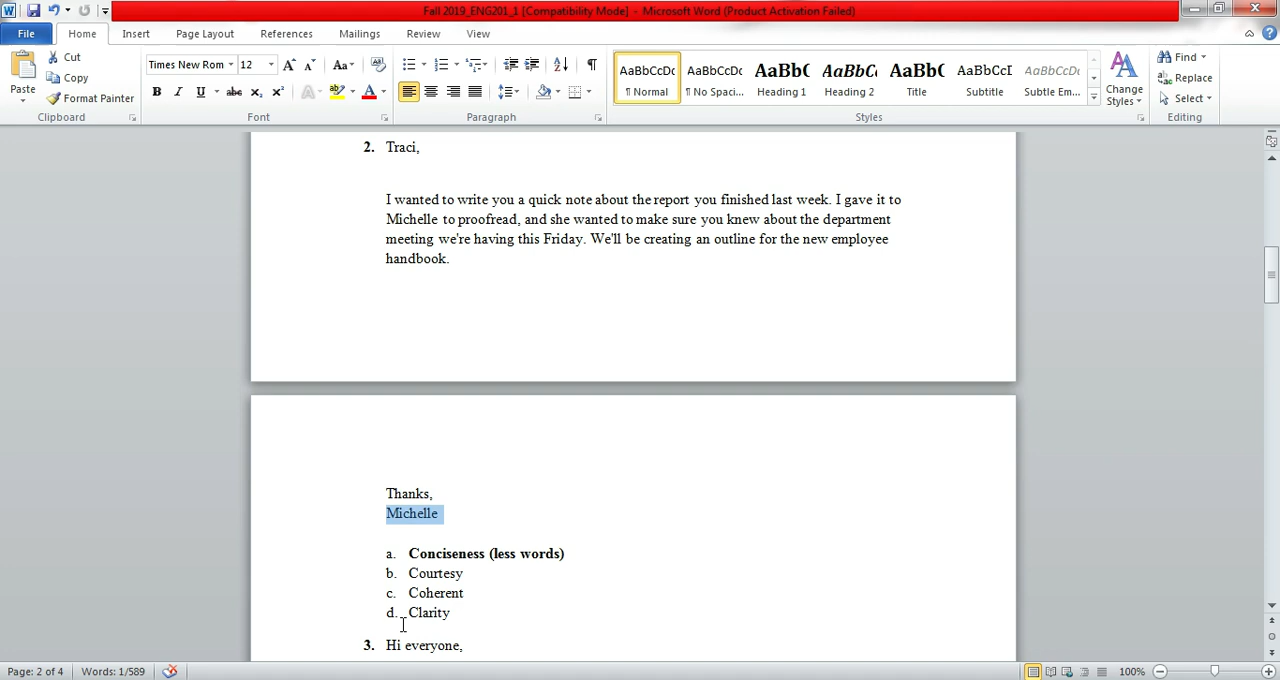 Fall 2019_ENG201_1 [Compatibility Mode] - Microsoft Word (Product Activation Failed)
File Home Insert Page Layout References Mailings Review View
Paste
Cut
Copy
Format Painter
Clipboard
Times New Rom 12
Font
Paragraph
AaBbCcDc AaBbCcDc AaBbC AaBbC AaBbC AaBbCcI AaBbCcDc
¶ Normal ¶ No Spaci... Heading 1 Heading 2 Title Subtitle Subtle Em...
Change Styles
Styles
Find
Replace
Select
Editing
2. Traci,
I wanted to write you a quick note about the report you finished last week. I gave it to
Michelle to proofread, and she wanted to make sure you knew about the department
meeting we're having this Friday. We'll be creating an outline for the new employee
handbook.
Thanks,
Michelle
a. Conciseness (less words)
b. Courtesy
c. Coherent
d. Clarity
3. Hi everyone,
Page: 2 of 4 Words: 1/589 100%